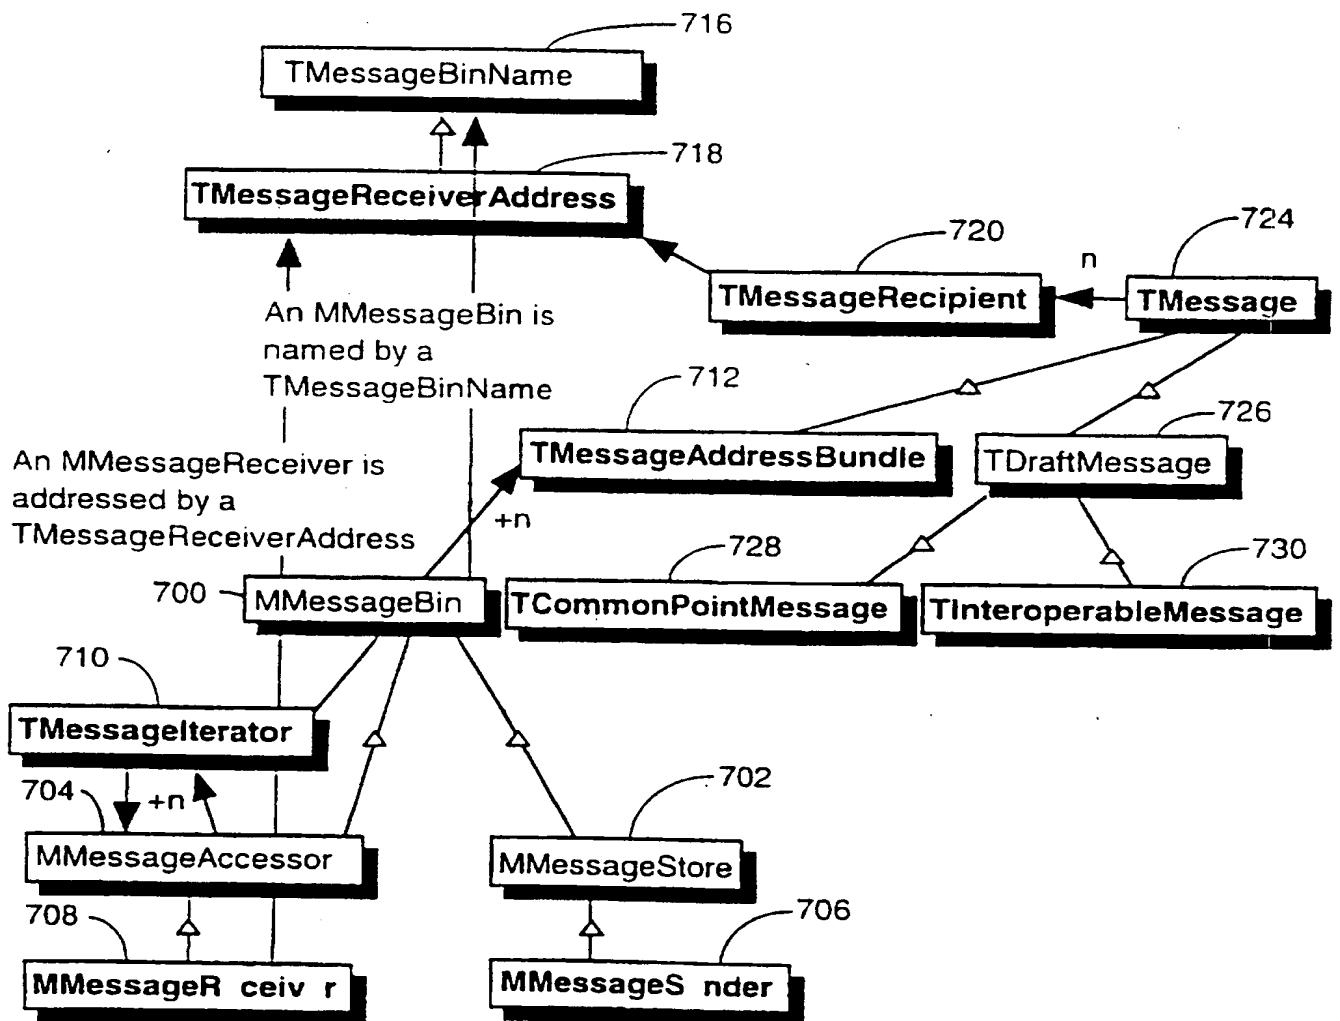 716
TMessageBinName
718
TMessageReceiverAddress
720
724
n
TMessageRecipient
TMessage
An MMessageBin is
named by a
TMessageBinName
712
726
TMessageAddressBundle
TDraftMessage
An MMessageReceiver is
addressed by a
TMessageReceiverAddress
+n
728
730
700
MMessageBin
TCommonPointMessage
TInteroperableMessage
710
TMessageIterator
704
+n
702
MMessageAccessor
MMessageStore
708
706
MMessageR ceiv r
MMessageS nder